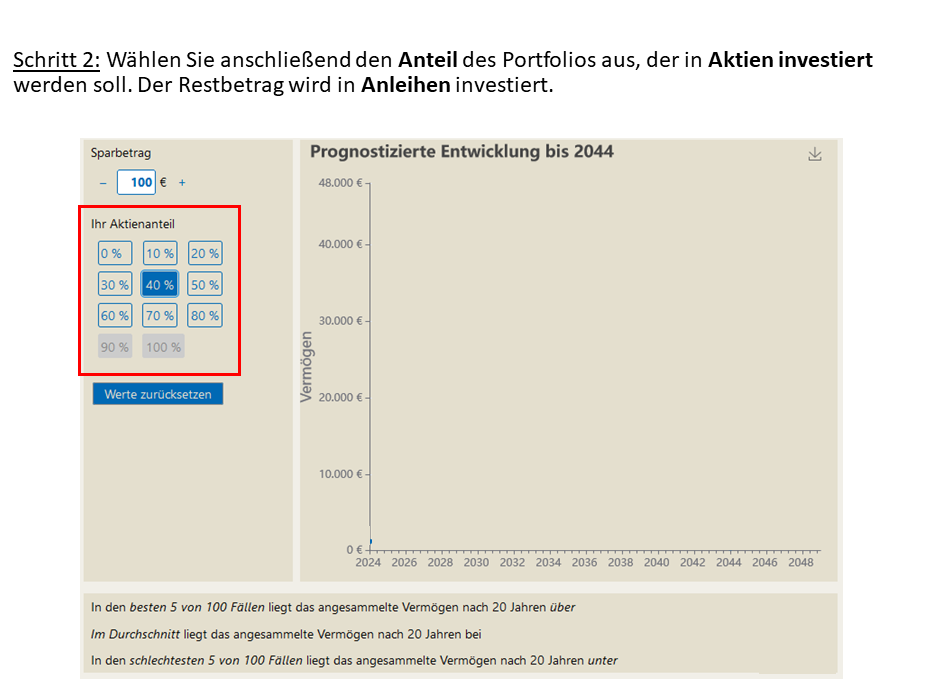 Schritt 2: Wählen Sie anschließend den Anteil des Portfolios aus, der in Aktien investiert
werden soll. Der Restbetrag wird in Anleihen investiert.
Sparbetrag
– 100 € +
Ihr Aktienanteil
0 % 10 % 20 %
30 % 40 % 50 %
60 % 70 % 80 %
90 % 100 %
Werte zurücksetzen
Prognostizierte Entwicklung bis 2044
Vermögen
48.000 €
40.000 €
30.000 €
20.000 €
10.000 €
0 €
2024 2026 2028 2030 2032 2034 2036 2038 2040 2042 2044 2046 2048
In den besten 5 von 100 Fällen liegt das angesammelte Vermögen nach 20 Jahren über
Im Durchschnitt liegt das angesammelte Vermögen nach 20 Jahren bei
In den schlechtesten 5 von 100 Fällen liegt das angesammelte Vermögen nach 20 Jahren unter